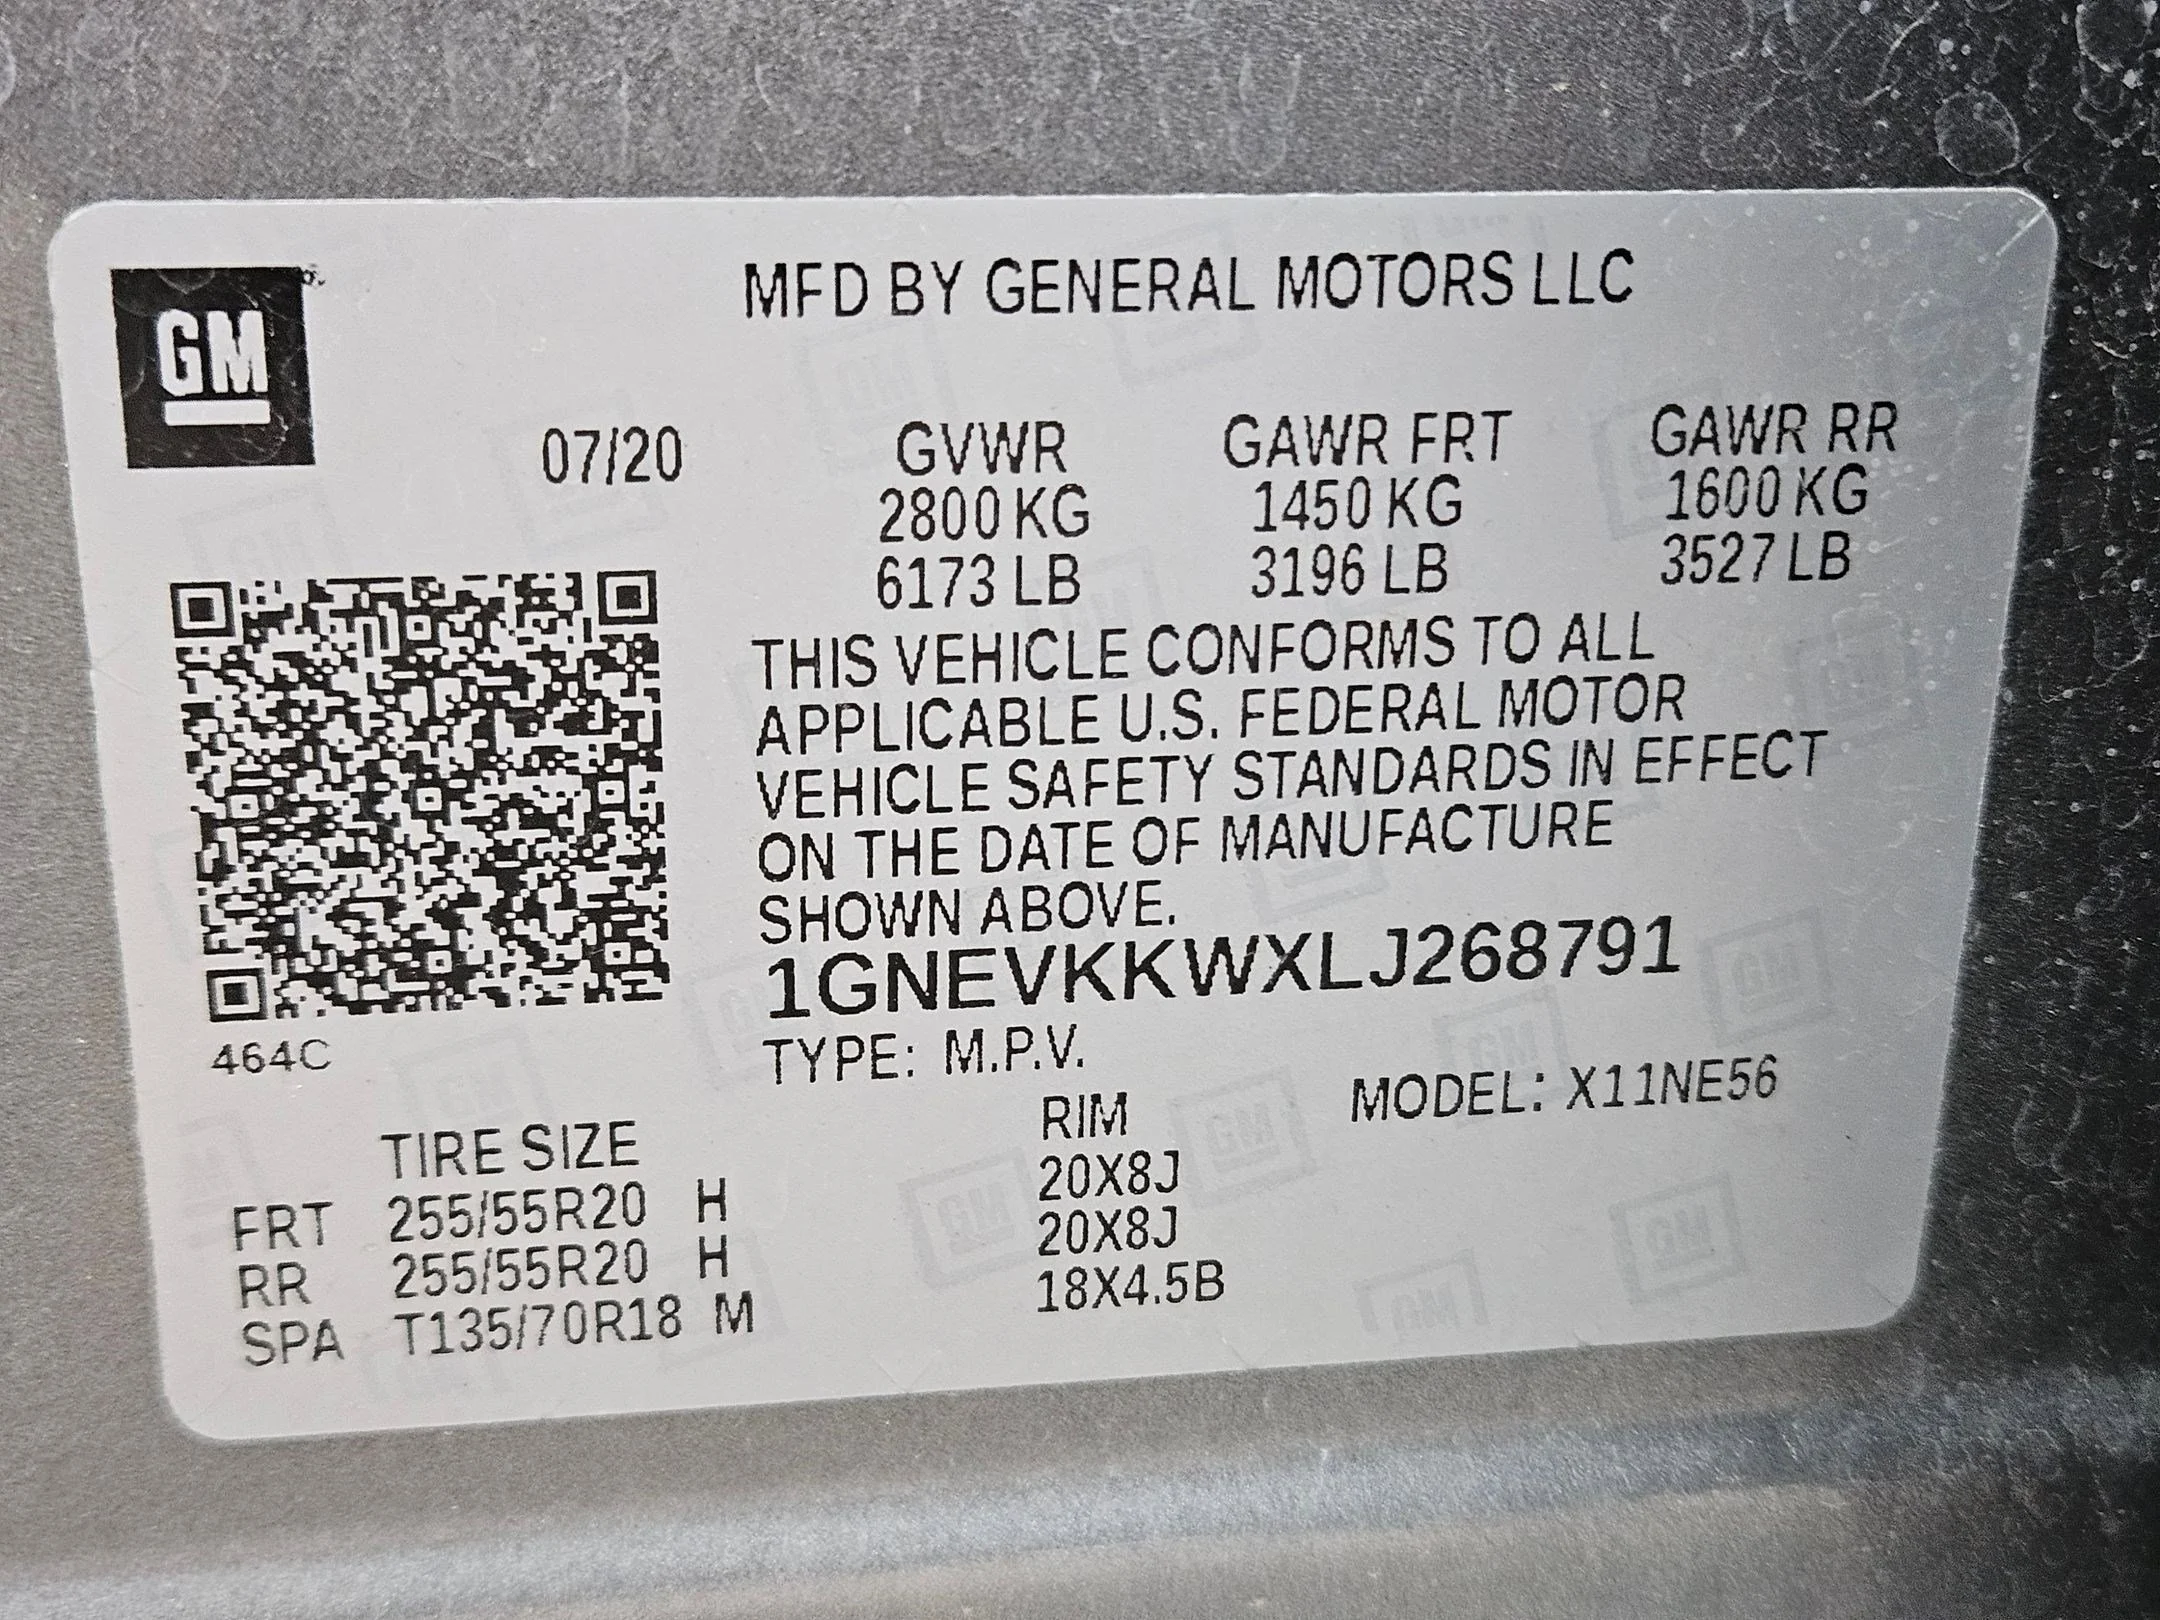 GM
MFD BY GENERAL MOTORS LLC
07/20 GVWR GAWR FRT GAWR RR
2800 KG 1450 KG 1600 KG
6173 LB 3196 LB 3527 LB
THIS VEHICLE CONFORMS TO ALL
APPLICABLE U.S. FEDERAL MOTOR
VEHICLE SAFETY STANDARDS IN EFFECT
ON THE DATE OF MANUFACTURE
SHOWN ABOVE.
1GNEVKKWXLJ268791
464C
TYPE: M.P.V.
MODEL: X11NE56
TIRE SIZE RIM
FRT 255/55R20 H 20X8J
RR 255/55R20 H 20X8J
SPA T135/70R18 M 18X4.5B